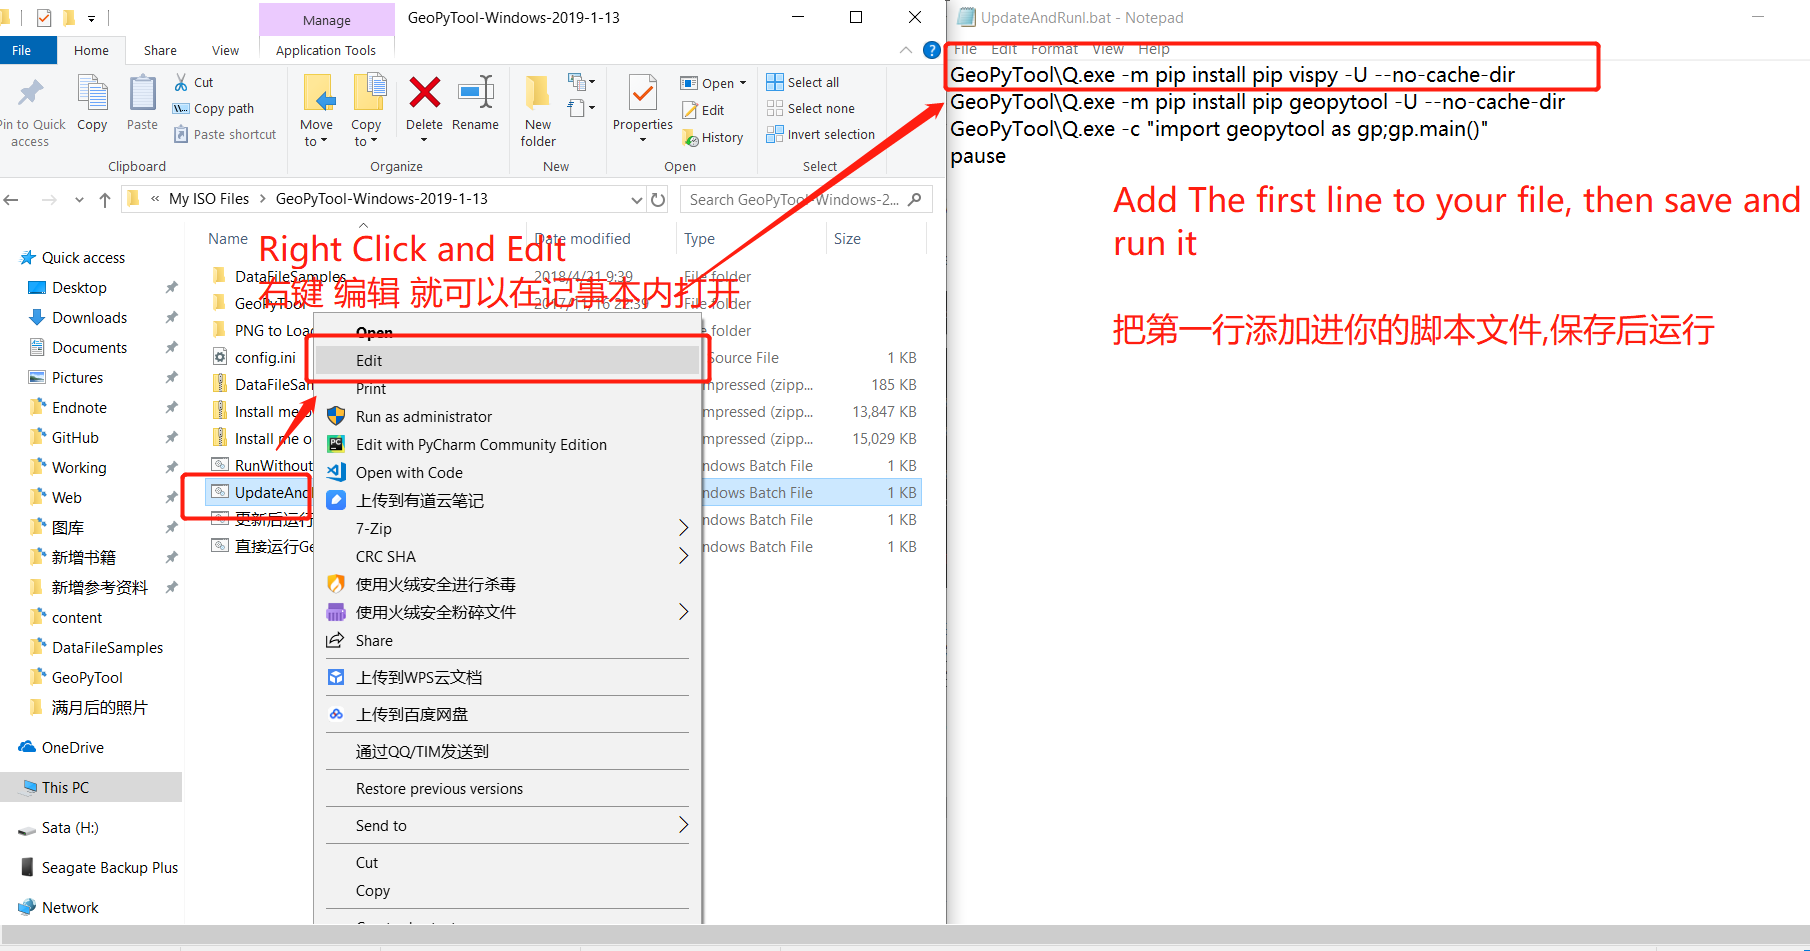 Manage
GeoPyTool-Windows-2019-1-13
File
Home
Share
View
Application Tools
Pin to Quick access
Copy
Paste
Cut
Copy path
Paste shortcut
Clipboard
Move to
Copy to
Delete
Rename
Organize
New folder
New
Properties
Open
Edit
History
Open
Select all
Select none
Invert selection
Select
« My ISO Files > GeoPyTool-Windows-2019-1-13
Search GeoPyTool-Windows-2...
Name
Date modified
Type
Size
Right Click and Edit
右键 编辑 就可以在记事本内打开
Quick access
Desktop
Downloads
Documents
Pictures
Endnote
GitHub
Working
Web
图库
新增书籍
新增参考资料
content
DataFileSamples
GeoPyTool
满月后的照片
OneDrive
This PC
Sata (H:)
Seagate Backup Plus
Network
DataFileSamples 2018/4/21 9:39 File folder
GeoPyTool 2017/11/16 22:39 File folder
PNG to Loa folder
config.ini Source File 1 KB
DataFileSam mpressed (zipp... 185 KB
Install me o mpressed (zipp... 13,847 KB
Install me o mpressed (zipp... 15,029 KB
RunWithout ndows Batch File 1 KB
UpdateAnd ndows Batch File 1 KB
更新后运行 ndows Batch File 1 KB
直接运行Ge ndows Batch File 1 KB
Open
Edit
Print
Run as administrator
Edit with PyCharm Community Edition
Open with Code
上传到有道云笔记
7-Zip
CRC SHA
使用火绒安全进行杀毒
使用火绒安全粉碎文件
Share
上传到WPS云文档
上传到百度网盘
通过QQ/TIM发送到
Restore previous versions
Send to
Cut
Copy
UpdateAndRunI.bat - Notepad
File Edit Format View Help
GeoPyTool\Q.exe -m pip install pip vispy -U --no-cache-dir
GeoPyTool\Q.exe -m pip install pip geopytool -U --no-cache-dir
GeoPyTool\Q.exe -c "import geopytool as gp;gp.main()"
pause
Add The first line to your file, then save and
run it
把第一行添加进你的脚本文件,保存后运行